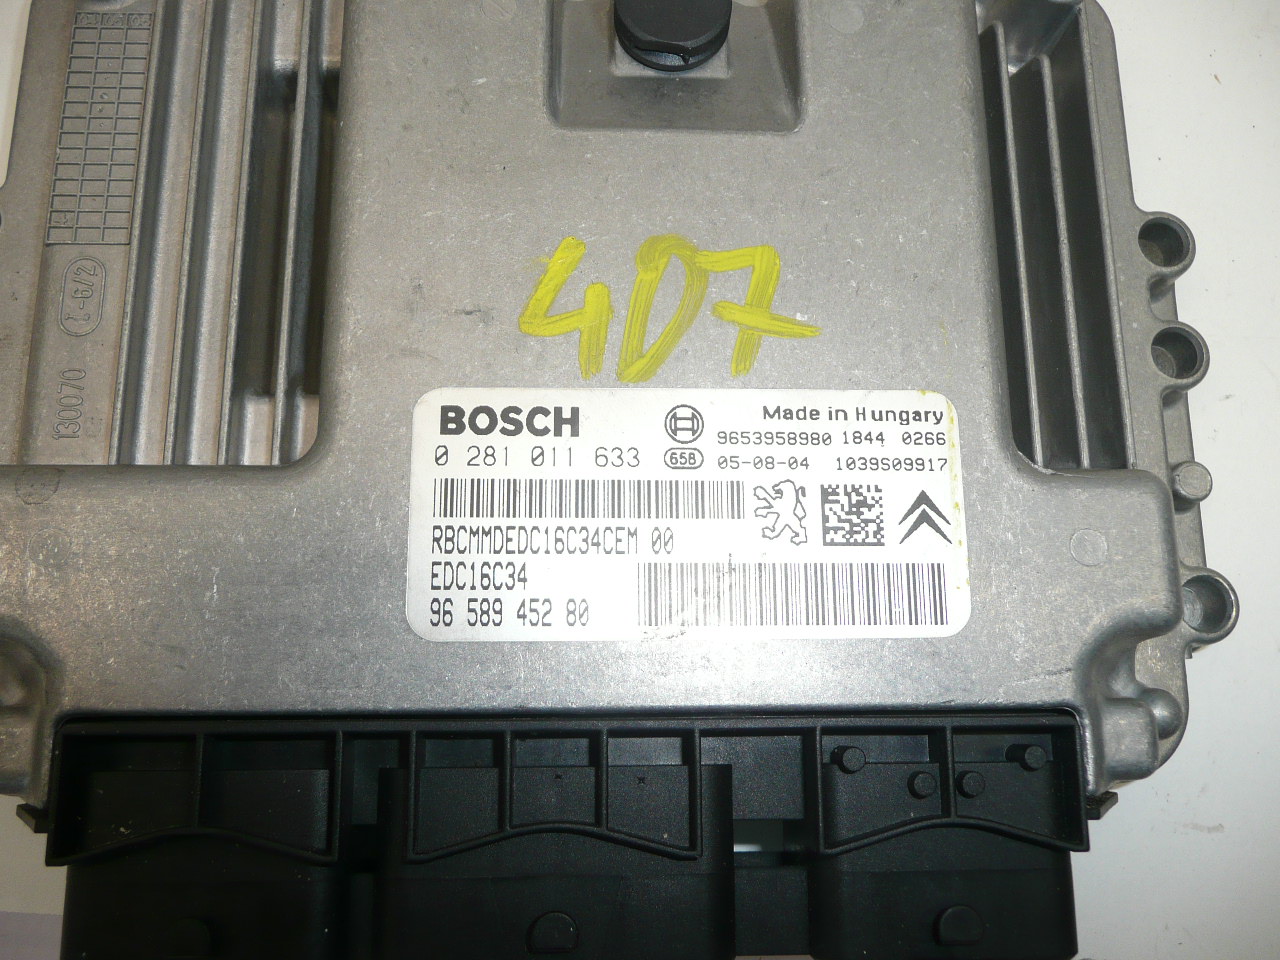 407
BOSCH Made in Hungary
9653958980 1844 0266
0 281 011 633 65B 05-08-04 1039S09917
RBCMMDEDC16C34CEM 00
EDC16C34
96 589 452 80
130070